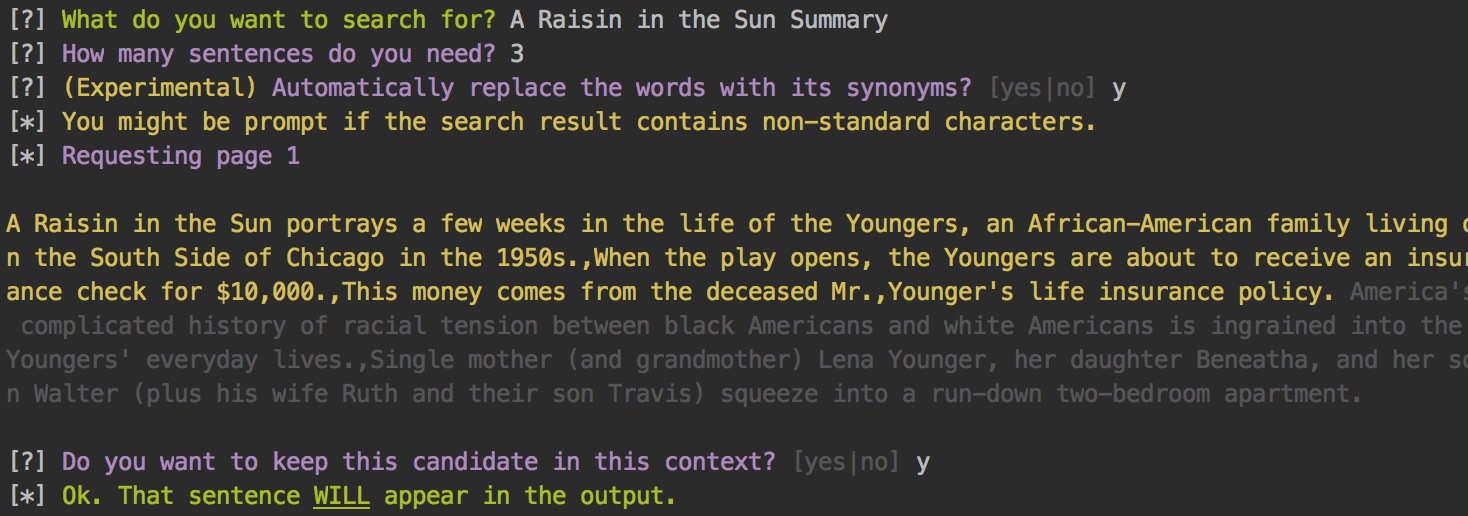 [?] What do you want to search for? A Raisin in the Sun Summary
[?] How many sentences do you need? 3
[?] (Experimental) Automatically replace the words with its synonyms? [yes|no] y
[*] You might be prompt if the search result contains non-standard characters.
[*] Requesting page 1
A Raisin in the Sun portrays a few weeks in the life of the Youngers, an African-American family living o
n the South Side of Chicago in the 1950s.,When the play opens, the Youngers are about to receive an insur
ance check for $10,000.,This money comes from the deceased Mr.,Younger's life insurance policy. America's
complicated history of racial tension between black Americans and white Americans is ingrained into the
Youngers' everyday lives.,Single mother (and grandmother) Lena Younger, her daughter Beneatha, and her so
n Walter (plus his wife Ruth and their son Travis) squeeze into a run-down two-bedroom apartment.
[?] Do you want to keep this candidate in this context? [yes|no] y
[*] Ok. That sentence WILL appear in the output.